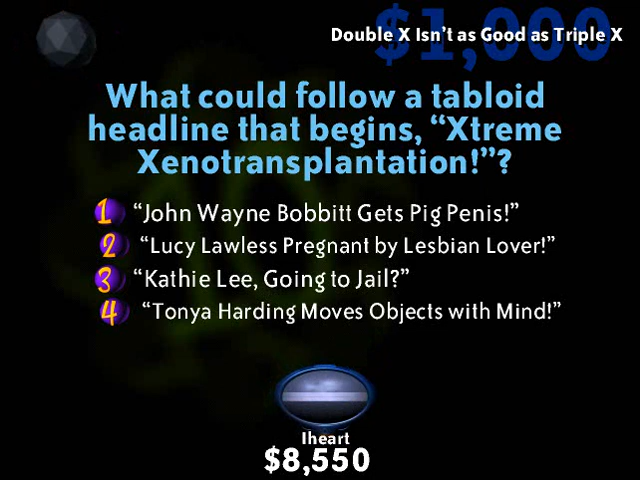 $1,000
Double X Isn't as Good as Triple X
What could follow a tabloid
headline that begins, “Xtreme
Xenotransplantation!”?
1 “John Wayne Bobbitt Gets Pig Penis!”
2 “Lucy Lawless Pregnant by Lesbian Lover!”
3 “Kathie Lee, Going to Jail?”
4 “Tonya Harding Moves Objects with Mind!”
Iheart
$8,550